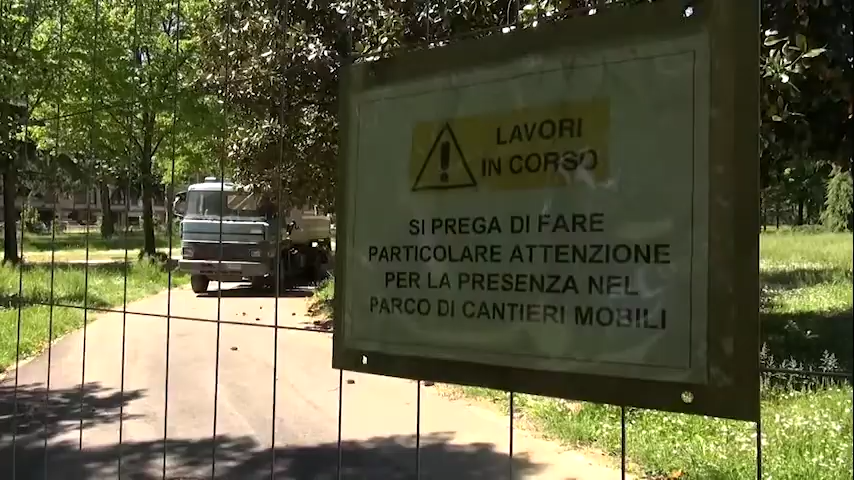 LAVORI
IN CORSO
SI PREGA DI FARE
PARTICOLARE ATTENZIONE
PER LA PRESENZA NEL
PARCO DI CANTIERI MOBILI